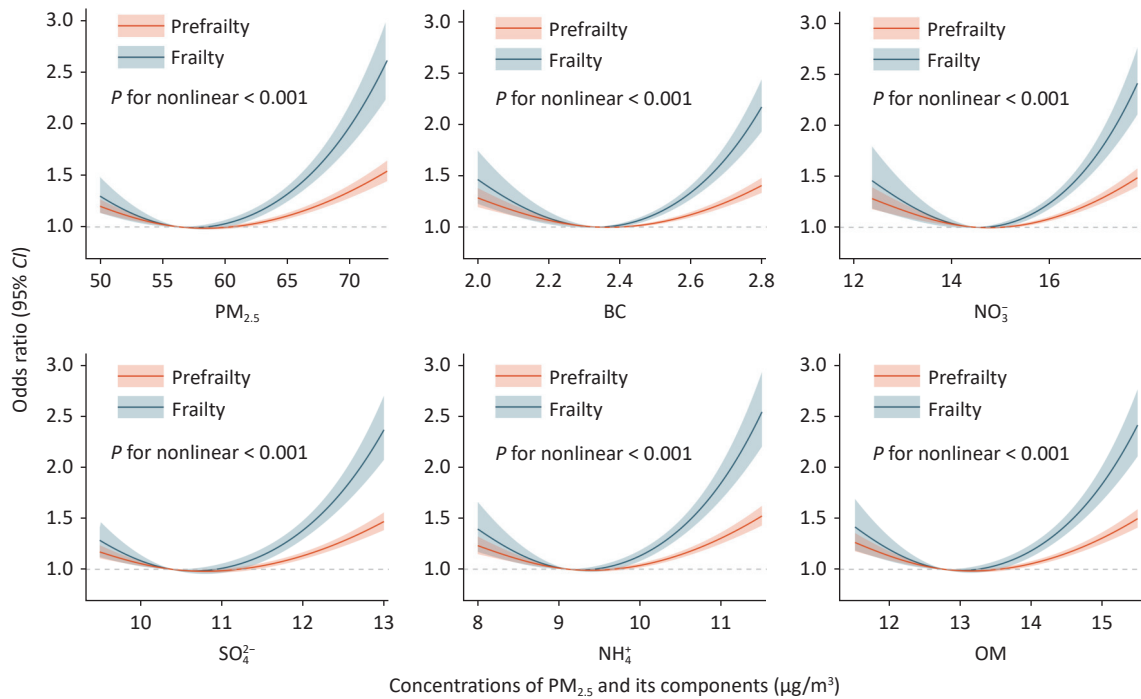 Odds ratio (95% CI)
3.0
2.5
2.0
1.5
1.0
Prefrailty
Frailty
P for nonlinear < 0.001
50 55 60 65 70
PM₂.₅
Prefrailty
Frailty
3.0
2.5
2.0
1.5
1.0
P for nonlinear < 0.001
2.0 2.2 2.4 2.6 2.8
BC
3.0
2.5
2.0
1.5
1.0
Prefrailty
Frailty
P for nonlinear < 0.001
12 14 16
NO₃⁻
3.0
2.5
2.0
1.5
1.0
Prefrailty
Frailty
P for nonlinear < 0.001
10 11 12 13
SO₄²⁻
3.0
2.5
2.0
1.5
1.0
Prefrailty
Frailty
P for nonlinear < 0.001
8 9 10 11
NH₄⁺
3.0
2.5
2.0
1.5
1.0
Prefrailty
Frailty
P for nonlinear < 0.001
12 13 14 15
OM
Concentrations of PM₂.₅ and its components (μg/m³)